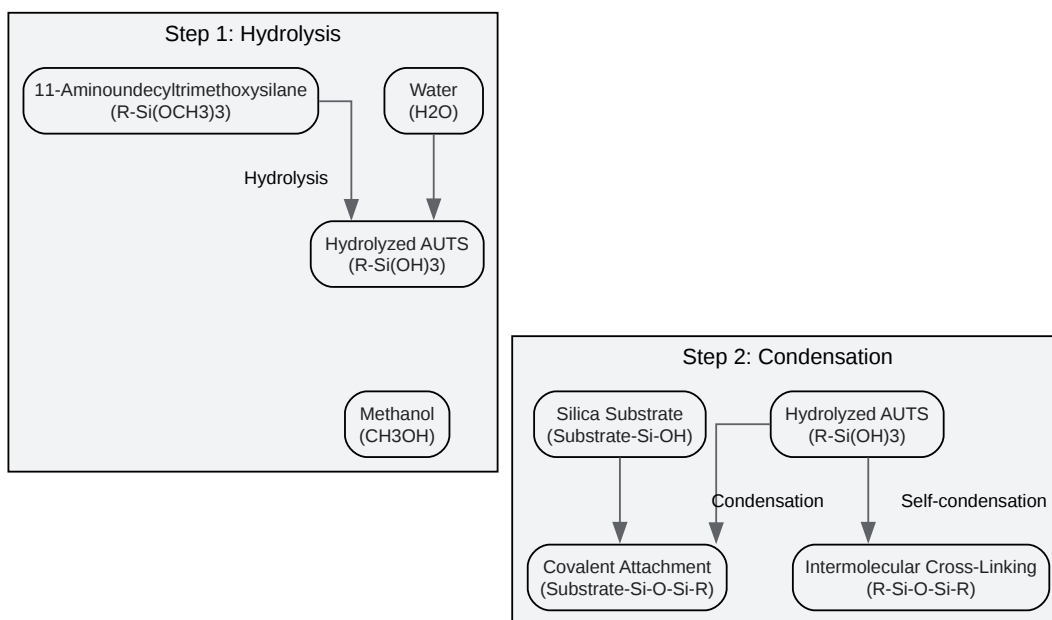 Step 1: Hydrolysis
11-Aminoundecyltrimethoxysilane
(R-Si(OCH3)3)
Water
(H2O)
Hydrolysis
Hydrolyzed AUTS
(R-Si(OH)3)
Methanol
(CH3OH)
Step 2: Condensation
Silica Substrate
(Substrate-Si-OH)
Hydrolyzed AUTS
(R-Si(OH)3)
Condensation
Self-condensation
Covalent Attachment
(Substrate-Si-O-Si-R)
Intermolecular Cross-Linking
(R-Si-O-Si-R)